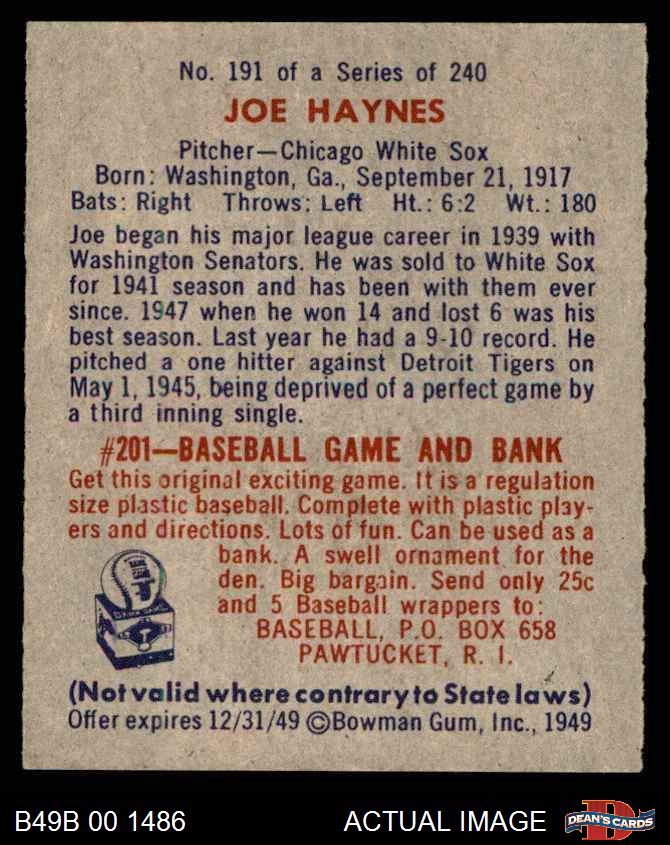 No. 191 of a Series of 240
JOE HAYNES
Pitcher—Chicago White Sox
Born: Washington, Ga., September 21, 1917
Bats: Right Throws: Left Ht.: 6:2 Wt.: 180
Joe began his major league career in 1939 with
Washington Senators. He was sold to White Sox
for 1941 season and has been with them ever
since. 1947 when he won 14 and lost 6 was his
best season. Last year he had a 9-10 record. He
pitched a one hitter against Detroit Tigers on
May 1, 1945, being deprived of a perfect game by
a third inning single.
#201—BASEBALL GAME AND BANK
Get this original exciting game. It is a regulation
size plastic baseball. Complete with plastic play-
ers and directions. Lots of fun. Can be used as a
bank. A swell ornament for the
den. Big bargain. Send only 25c
and 5 Baseball wrappers to:
BASEBALL, P.O. BOX 658
PAWTUCKET, R. I.
(Not valid where contrary to State laws)
Offer expires 12/31/49 ©Bowman Gum, Inc., 1949
B49B 00 1486 ACTUAL IMAGE
DEAN'S CARDS